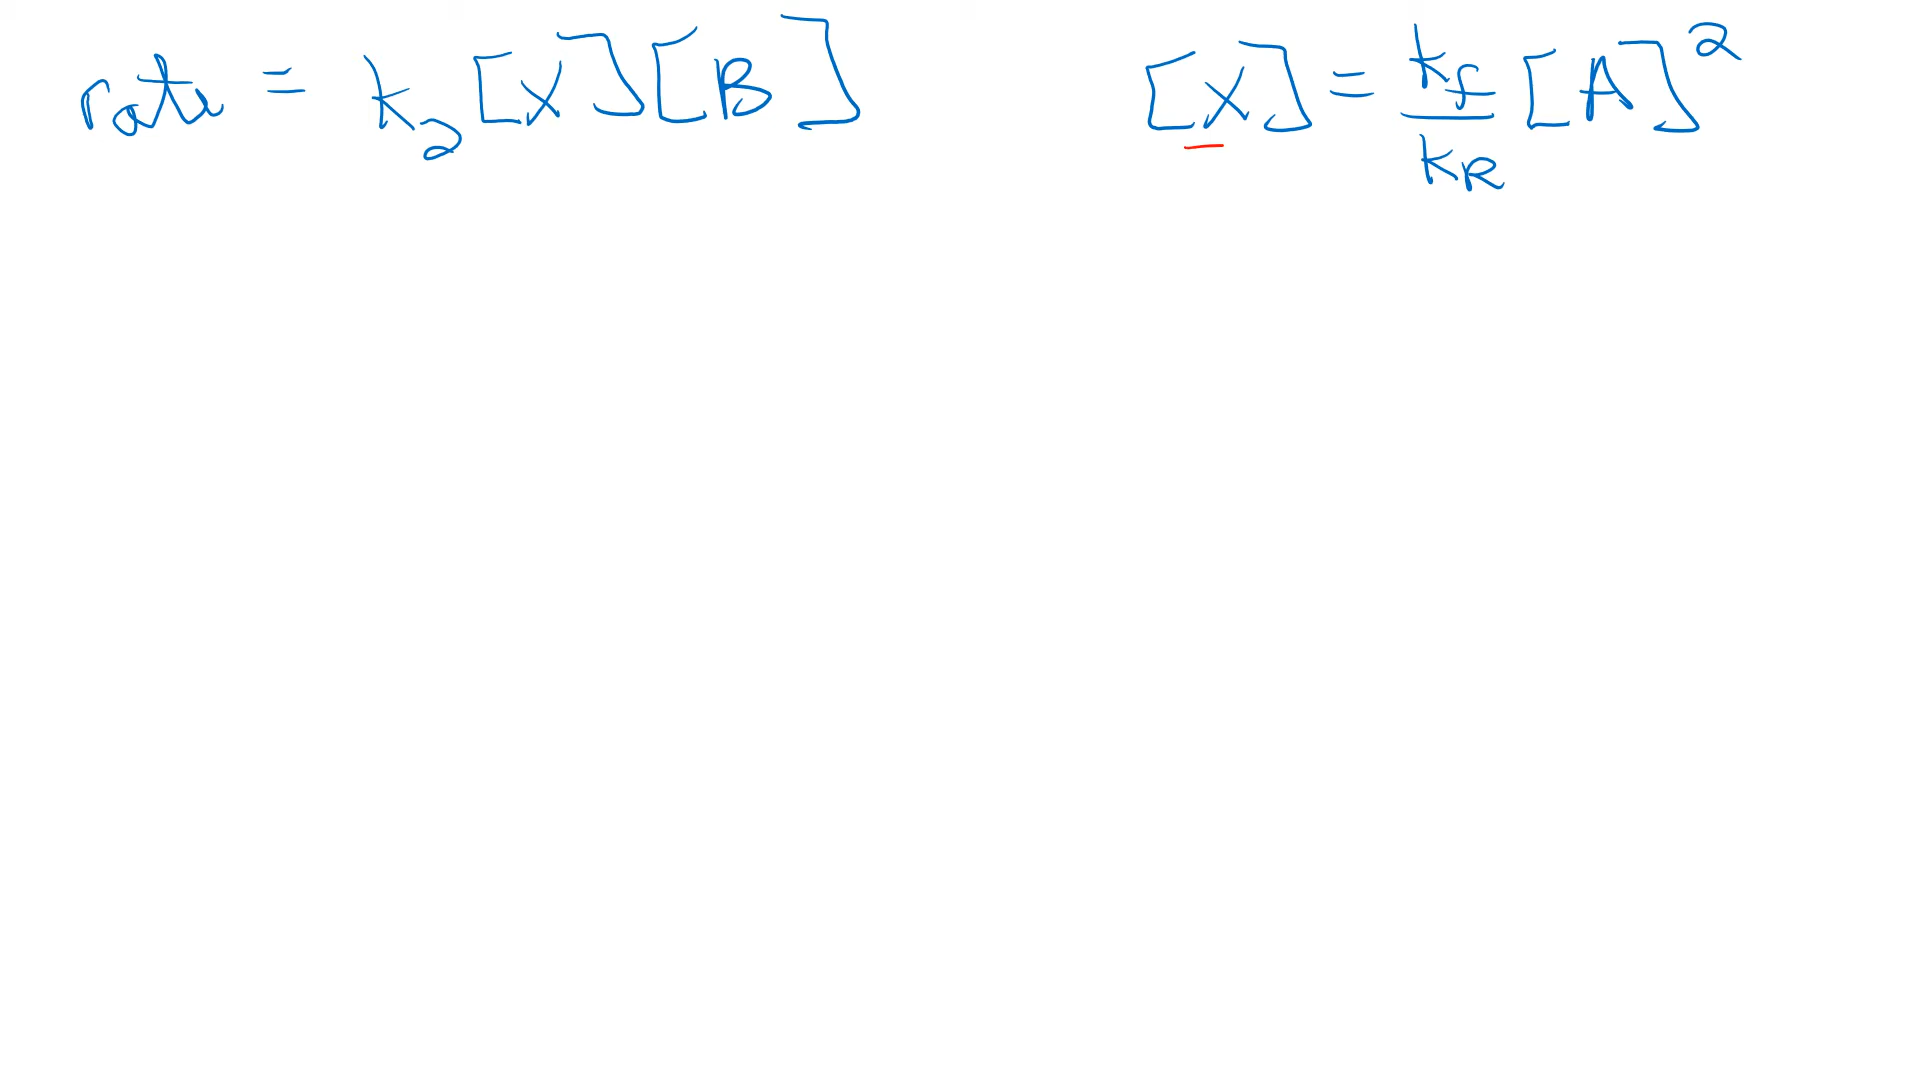 rate = k₂[X][B]
[X] = kf/kR [A]²